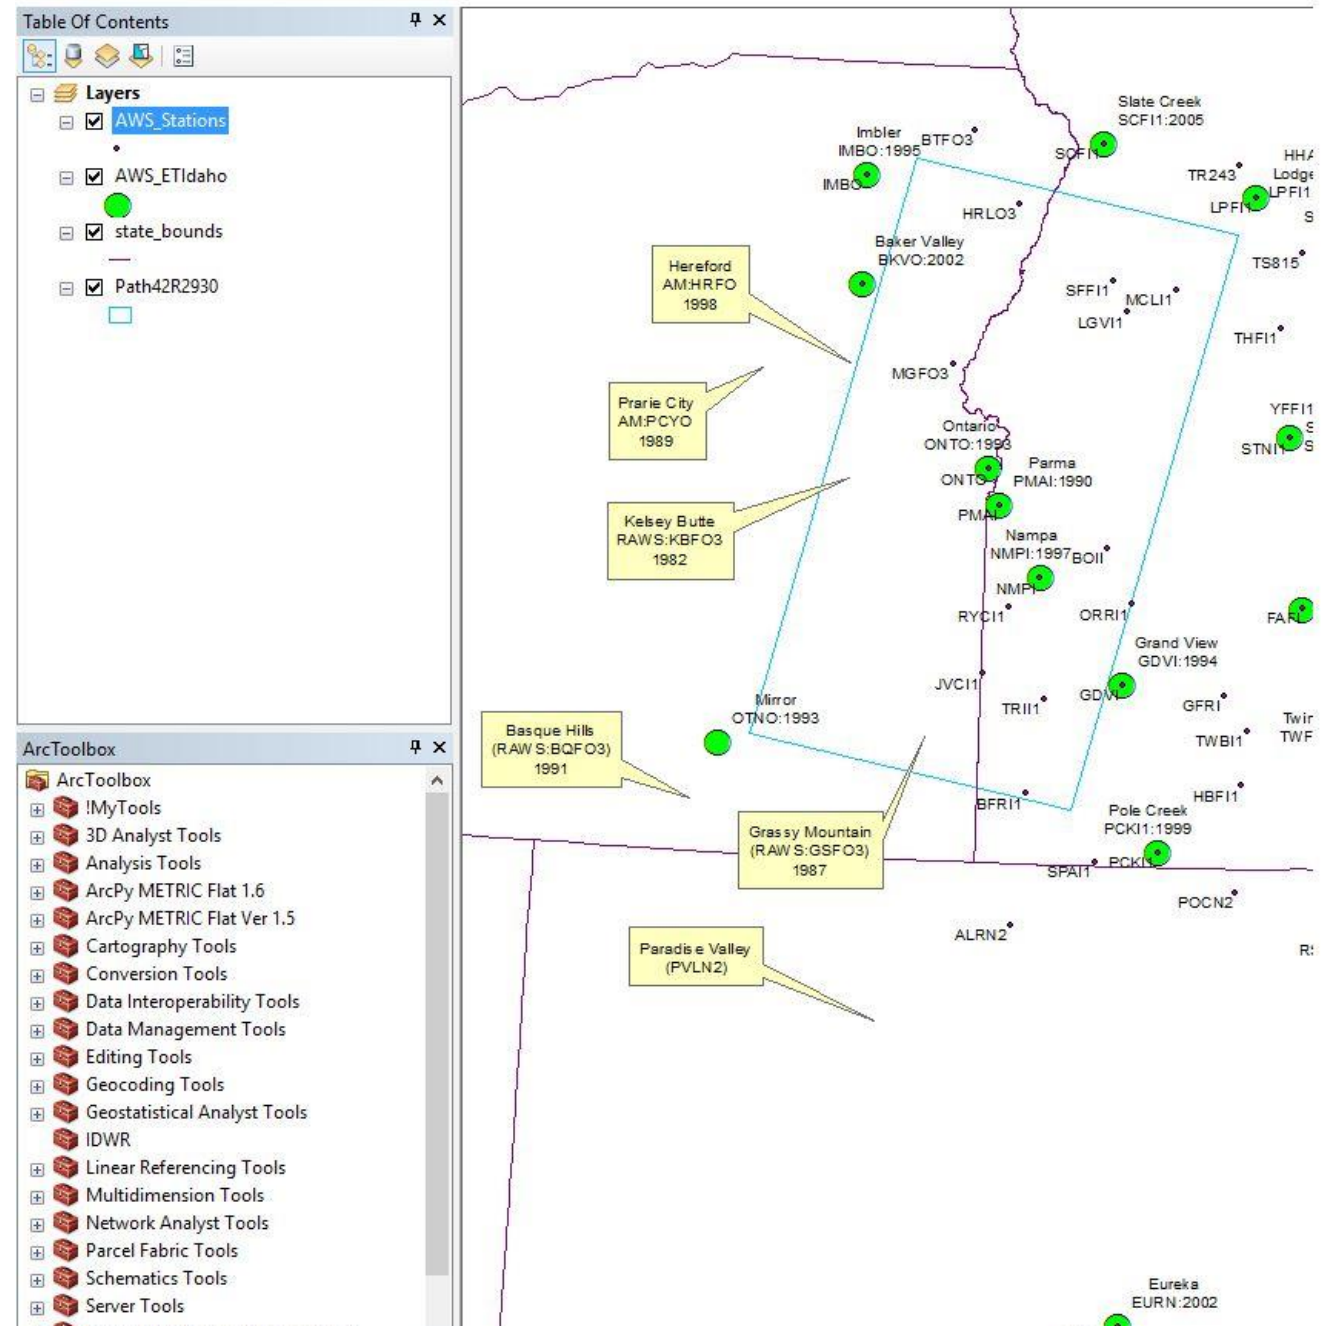 Table Of Contents
Layers
AWS_Stations
AWS_ETIdaho
state_bounds
Path42R2930
ArcToolbox
ArcToolbox
!MyTools
3D Analyst Tools
Analysis Tools
ArcPy METRIC Flat 1.6
ArcPy METRIC Flat Ver 1.5
Cartography Tools
Conversion Tools
Data Interoperability Tools
Data Management Tools
Editing Tools
Geocoding Tools
Geostatistical Analyst Tools
IDWR
Linear Referencing Tools
Multidimension Tools
Network Analyst Tools
Parcel Fabric Tools
Schematics Tools
Server Tools
Slate Creek
SCFI1:2005
Imbler
IMBO:1995
BTFO3
SCFI1
IMBO
TR243
HHA
Lodge
LPFI1
LPFI1
S
HRLO3
Baker Valley
BKVO:2002
TS815
Hereford
AM:HRFO
1998
SFFI1
MCLI1
LGVI1
THFI1
MGFO3
Prarie City
AM:PCYO
1989
YFFI1
S
STNI1
S
Ontario
ONTO:1993
ONTO
Parma
PMAI:1990
PMAI
Kelsey Butte
RAWS:KBFO3
1982
Nampa
NMPI:1997
BOII
NMPI
RYCI1
ORRI1
FAFI
Grand View
GDVI:1994
JVCI1
GDVI
TRII1
GFRI
Mirror
OTNO:1993
Twin
TWF
TWBI1
Basque Hills
(RAWS:BQFO3)
1991
BFRI1
HBFI1
Pole Creek
PCKI1:1999
Grassy Mountain
(RAWS:GSFO3)
1987
SPAI1
PCKI1
POCN2
ALRN2
Paradise Valley
(PVLN2)
Eureka
EURN:2002